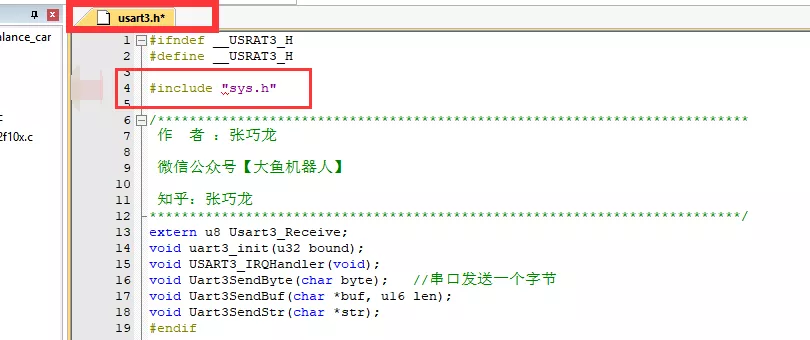 usart3.h*
alance_car
2f10x.c
1 #ifndef __USRAT3_H
2 #define __USRAT3_H
3
4 #include "sys.h"
5
6 /**************************************************************************
7 作 者 : 张巧龙
8
9 微信公众号【大鱼机器人】
10
11 知乎: 张巧龙
12 **************************************************************************/
13 extern u8 Usart3_Receive;
14 void uart3_init(u32 bound);
15 void USART3_IRQHandler(void);
16 void Uart3SendByte(char byte); //串口发送一个字节
17 void Uart3SendBuf(char *buf, u16 len);
18 void Uart3SendStr(char *str);
19 #endif